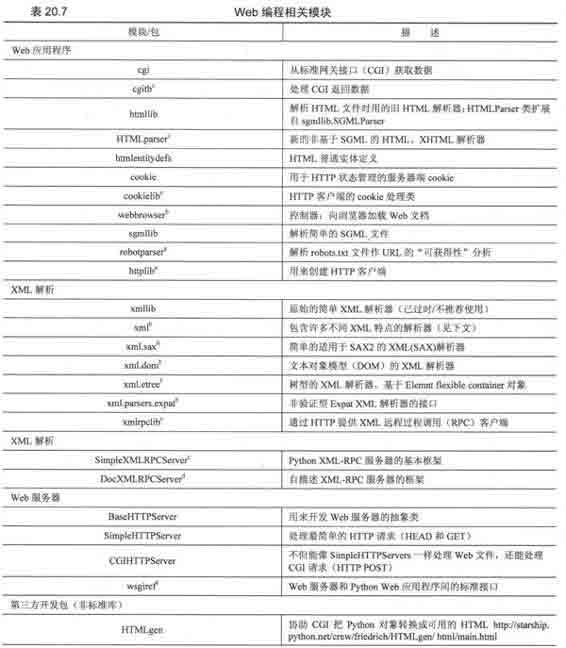 表 20.7 Web 编程相关模块
模块/包 描 述
Web 应用程序
cgi 从标准网关接口（CGI）获取数据
cgitbᶜ 处理 CGI 返回数据
htmllib 解析 HTML 文件时用的旧 HTML 解析器；HTMLParser 类扩展
自 sgmllib.SGMLParser
HTMLparserᶜ 新的非基于 SGML 的 HTML、XHTML 解析器
htmlentitydefs HTML 普通实体定义
cookie 用于 HTTP 状态管理的服务器端 cookie
cookielibᵉ HTTP 客户端的 cookie 处理类
webbrowserᵇ 控制器：向浏览器加载 Web 文档
sgmllib 解析简单的 SGML 文件
robotparserᵃ 解析 robots.txt 文件作 URL 的“可获得性”分析
httplibᵃ 用来创建 HTTP 客户端
XML 解析
xmllib 原始的简单 XML 解析器（已过时/不推荐使用）
xmlᵇ 包含许多不同 XML 特点的解析器（见下文）
xml.saxᵇ 简单的适用于 SAX2 的 XML(SAX)解析器
xml.domᵇ 文本对象模型（DOM）的 XML 解析器
xml.etree 树型的 XML 解析器，基于 Elemnt flexible container 对象
xml.parsers.expatᵇ 非验证型 Expat XML 解析器的接口
xmlrpclibᶜ 通过 HTTP 提供 XML 远程过程调用（RPC）客户端
XML 解析
SimpleXMLRPCServerᶜ Python XML-RPC 服务器的基本框架
DocXMLRPCServerᵈ 自描述 XML-RPC 服务器的框架
Web 服务器
BaseHTTPServer 用来开发 Web 服务器的抽象类
SimpleHTTPServer 处理最简单的 HTTP 请求（HEAD 和 GET）
CGIHTTPServer 不但能像 SimpleHTTPServers 一样处理 Web 文件，还能处理
CGI 请求（HTTP POST）
wsgirefᵍ Web 服务器和 Python Web 应用程序间的标准接口
第三方开发包（非标准库）
HTMLgen 协助 CGI 把 Python 对象转换成可用的 HTML http://starship.
python.net/crew/friedrich/HTMLgen/ html/main.html